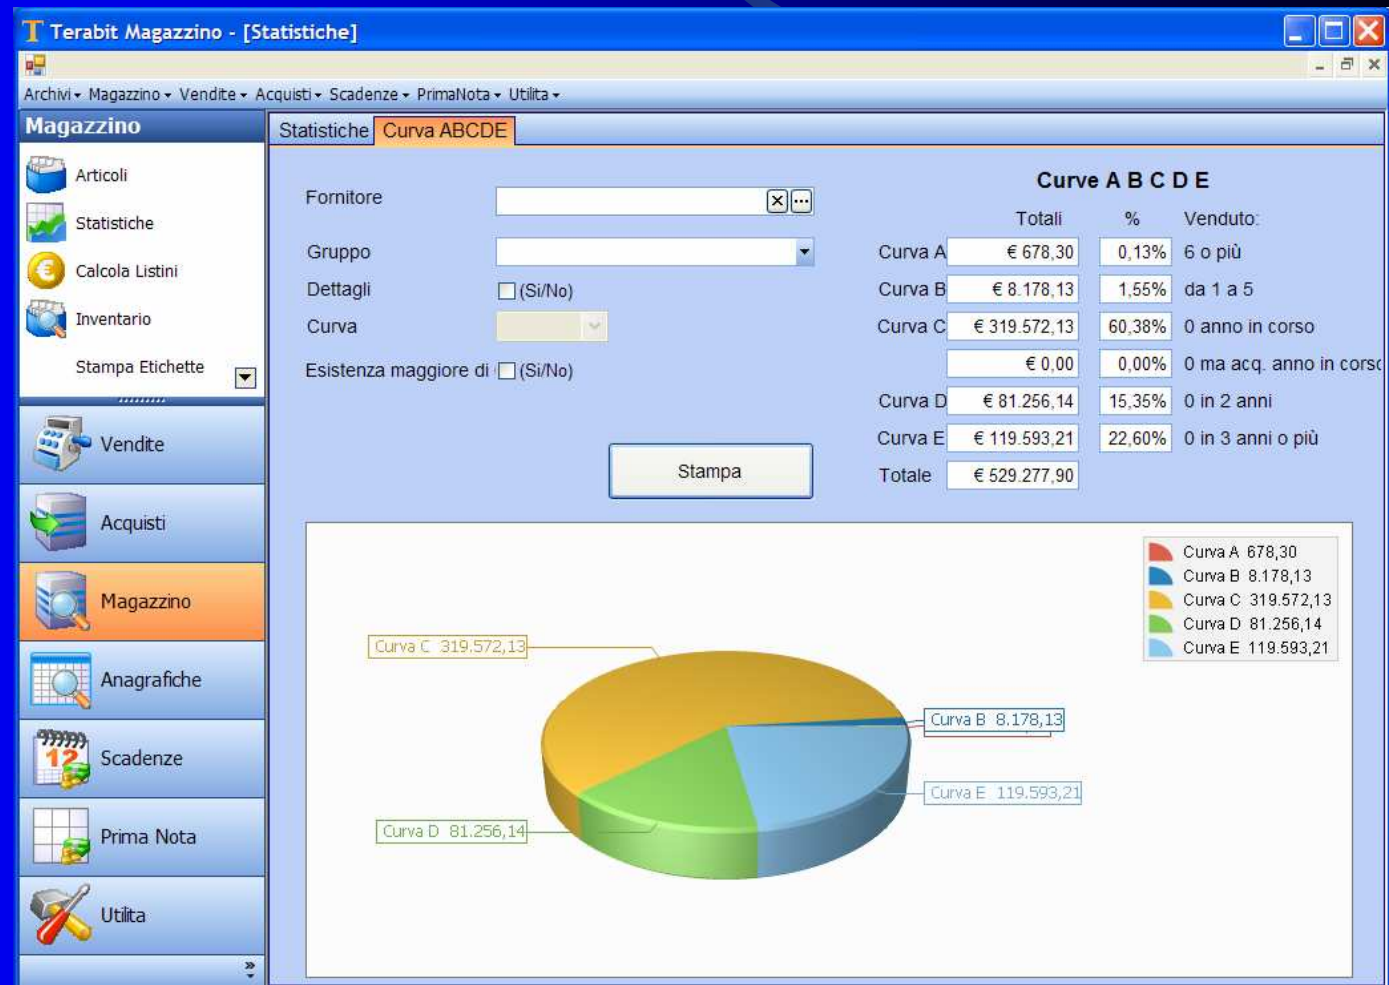 T Terabit Magazzino - [Statistiche]
Archivi Magazzino Vendite Acquisti Scadenze PrimaNota Utilita
Magazzino
Articoli
Statistiche
Calcola Listini
Inventario
Stampa Etichette
Vendite
Acquisti
Magazzino
Anagrafiche
12
Scadenze
Prima Nota
Utilita
Statistiche Curva ABCDE
Fornitore
Gruppo
Dettagli (Si/No)
Curva
Esistenza maggiore di (Si/No)
Stampa
Curve A B C D E
Totali % Venduto:
Curva A € 678,30 0,13% 6 o più
Curva B € 8.178,13 1,55% da 1 a 5
Curva C € 319.572,13 60,38% 0 anno in corso
€ 0,00 0,00% 0 ma acq. anno in corso
Curva D € 81.256,14 15,35% 0 in 2 anni
Curva E € 119.593,21 22,60% 0 in 3 anni o più
Totale € 529.277,90
Curva A 678,30
Curva B 8.178,13
Curva C 319.572,13
Curva D 81.256,14
Curva E 119.593,21
Curva C 319.572,13
Curva B 8.178,13
Curva E 119.593,21
Curva D 81.256,14